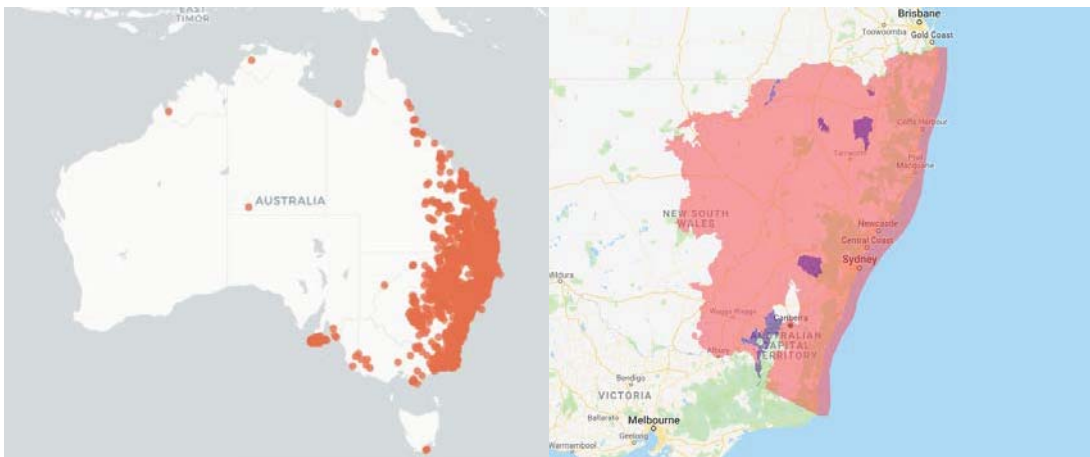 EAST
TIMOR
AUSTRALIA
Brisbane
Toowoomba
Gold Coast
Coffs Harbour
Tamworth
Port
Macquarie
NEW SOUTH
WALES
Newcastle
Central Coast
Sydney
Mildura
Wagga Wagga
Canberra
AUSTRALIAN
CAPITAL
TERRITORY
Albury
Bendigo
VICTORIA
Ballarat
Melbourne
Geelong
Warrnambool